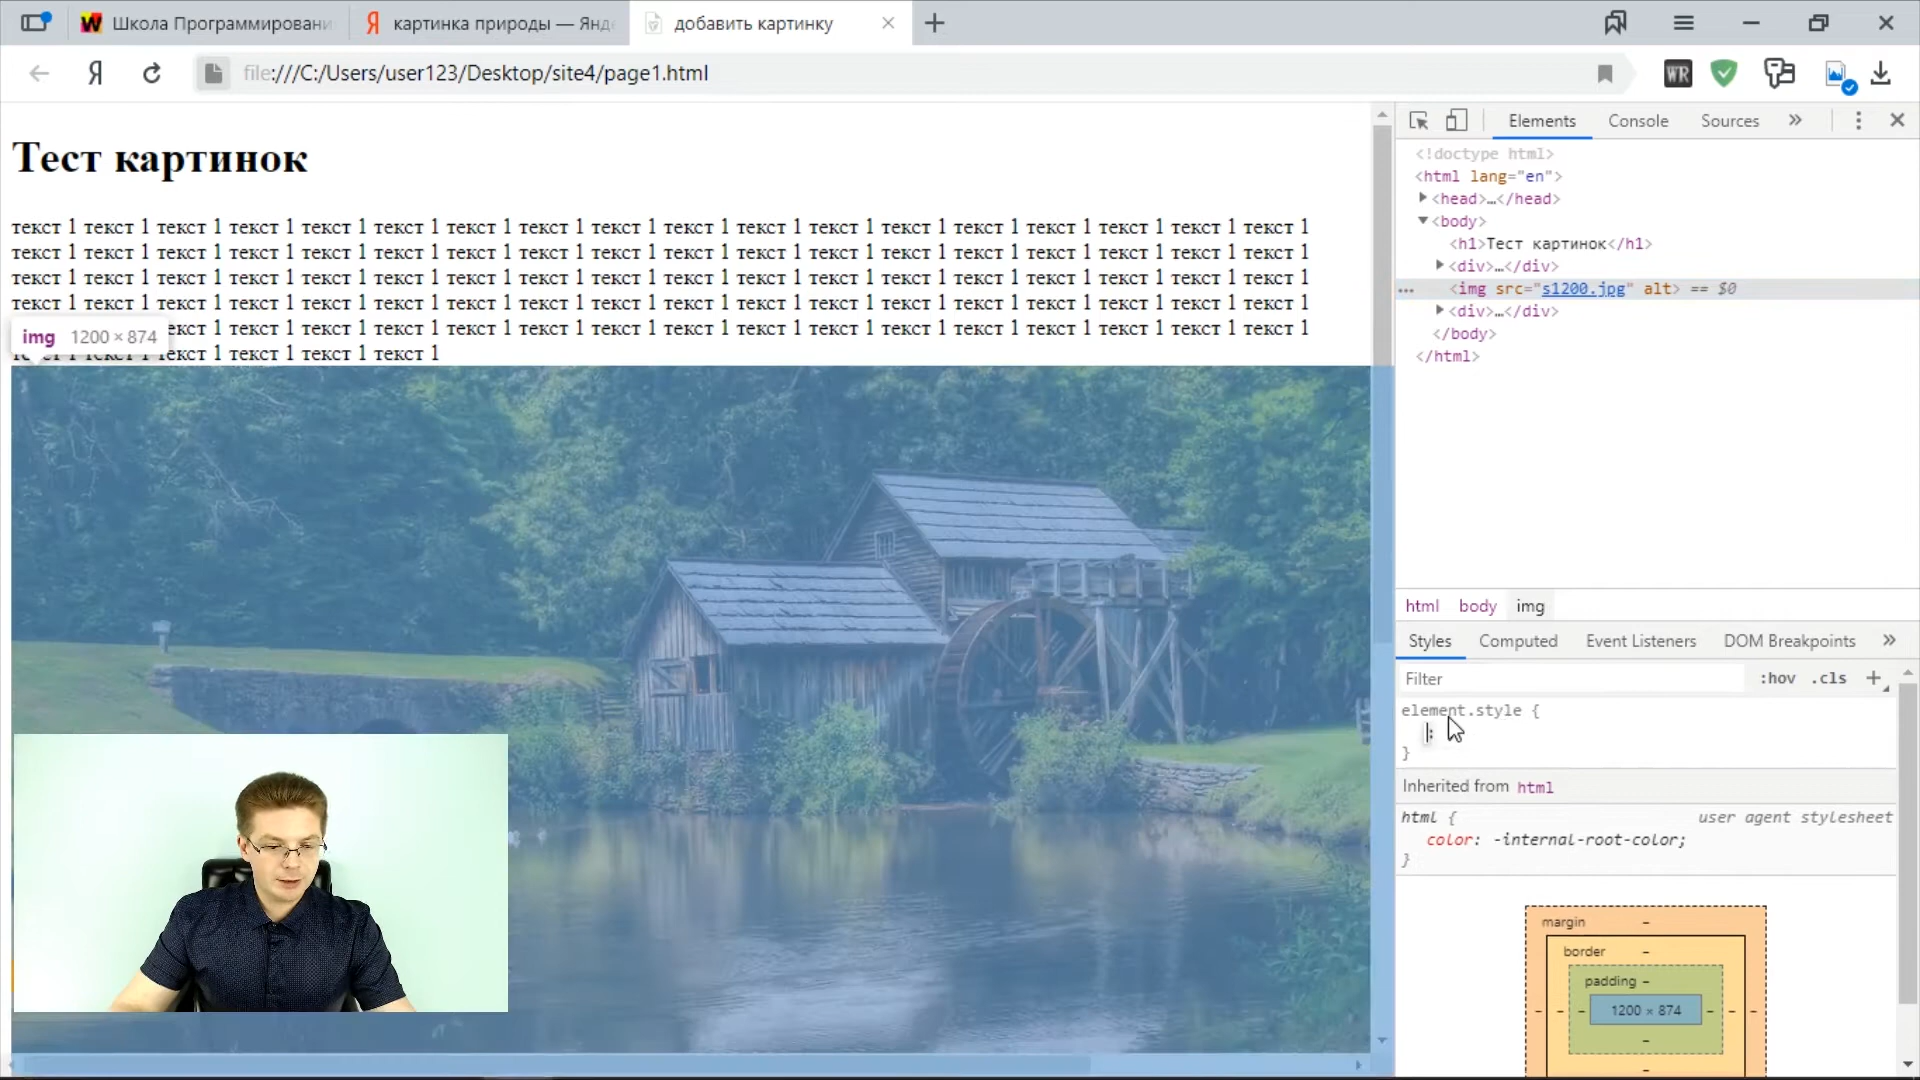 Школа Программировани
картинка природы — Янд
добавить картинку
Я
file:///C:/Users/user123/Desktop/site4/page1.html
WR
Тест картинок
текст 1 текст 1 текст 1 текст 1 текст 1 текст 1 текст 1 текст 1 текст 1 текст 1 текст 1 текст 1 текст 1 текст 1 текст 1 текст 1 текст 1 текст 1
текст 1 текст 1 текст 1 текст 1 текст 1 текст 1 текст 1 текст 1 текст 1 текст 1 текст 1 текст 1 текст 1 текст 1 текст 1 текст 1 текст 1 текст 1
текст 1 текст 1 текст 1 текст 1 текст 1 текст 1 текст 1 текст 1 текст 1 текст 1 текст 1 текст 1 текст 1 текст 1 текст 1 текст 1 текст 1 текст 1
текст 1 текст 1 текст 1 текст 1 текст 1 текст 1 текст 1 текст 1 текст 1 текст 1 текст 1 текст 1 текст 1 текст 1 текст 1 текст 1 текст 1 текст 1
текст 1 текст 1 текст 1 текст 1 текст 1 текст 1 текст 1 текст 1 текст 1 текст 1 текст 1 текст 1 текст 1 текст 1 текст 1 текст 1
текст 1 текст 1 текст 1 текст 1
img 1200 × 874
Elements Console Sources
<!doctype html>
<html lang="en">
<head>…</head>
<body>
<h1>Тест картинок</h1>
<div>…</div>
<img src="s1200.jpg" alt> == $0
<div>…</div>
</body>
</html>
html body img
Styles Computed Event Listeners DOM Breakpoints
Filter :hov .cls +
element.style {
:
}
Inherited from html
html { user agent stylesheet
color: -internal-root-color;
}
margin –
border –
padding –
– – – 1200 × 874 – – –
–
–